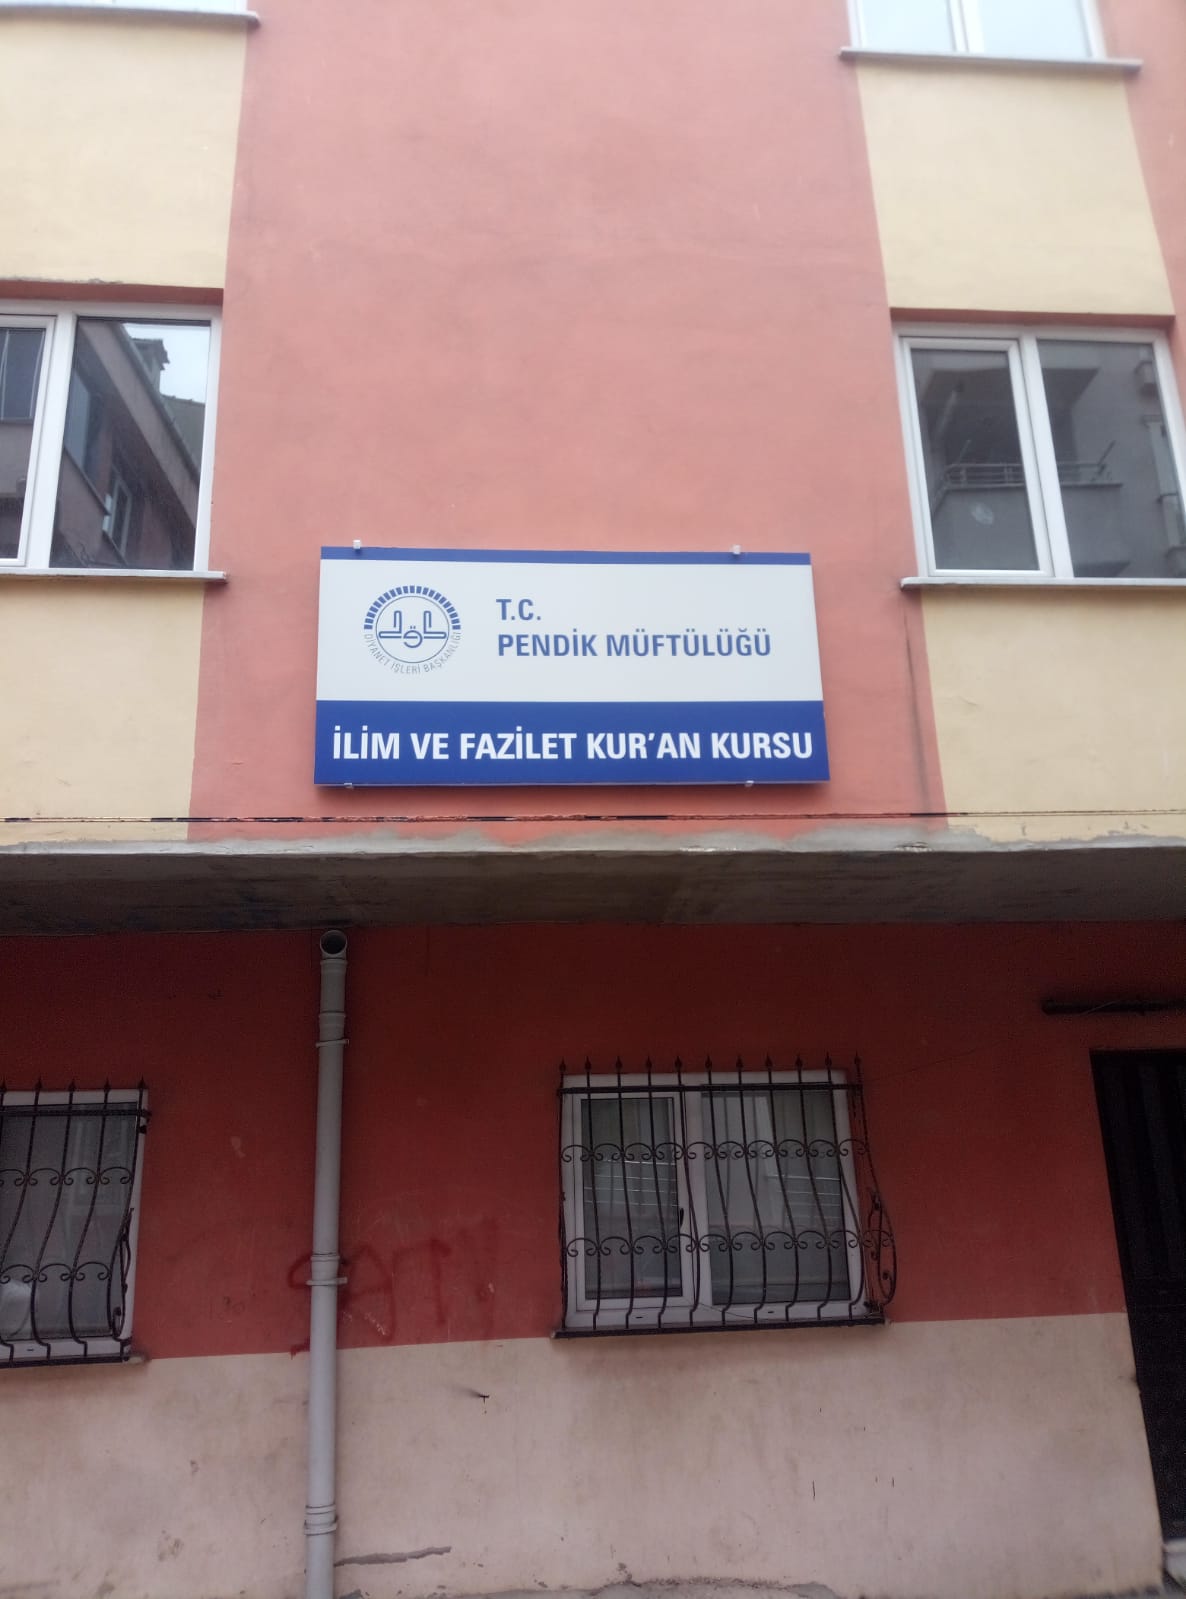 T.C.
PENDİK MÜFTÜLÜĞÜ
DİYANET İŞLERİ BAŞKANLIĞI
İLİM VE FAZİLET KUR'AN KURSU